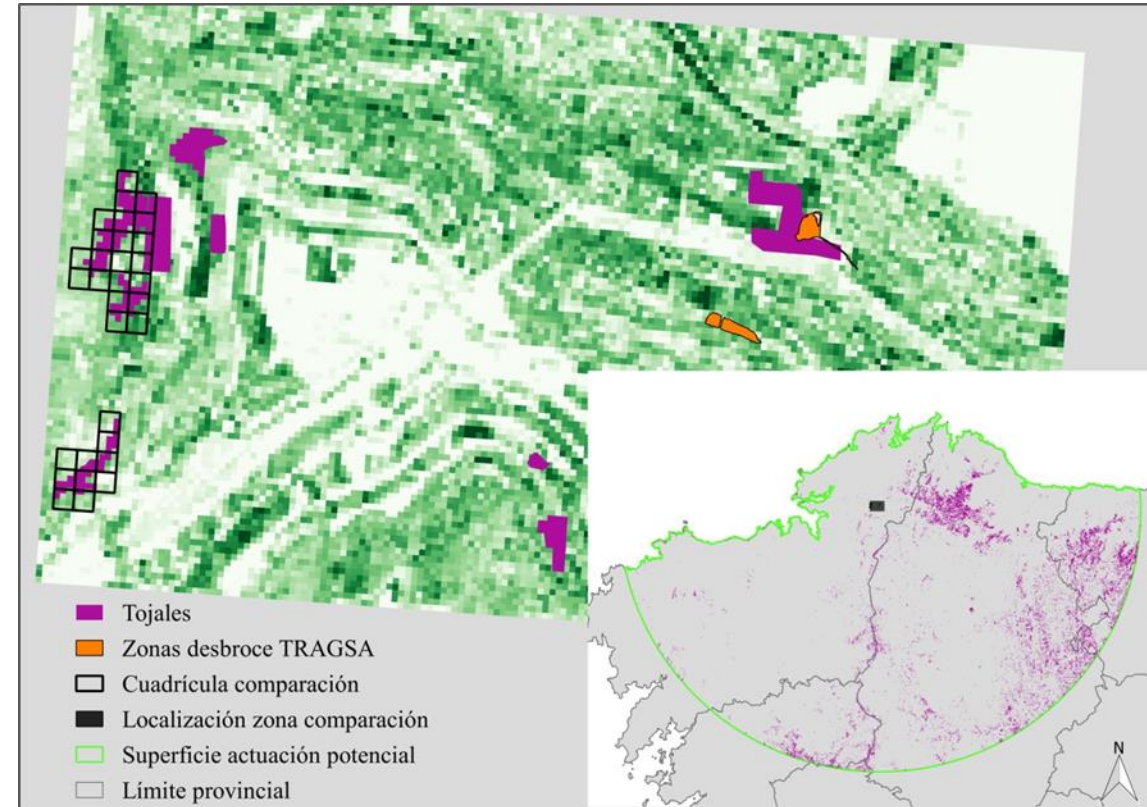 Tojales
Zonas desbroce TRAGSA
Cuadrícula comparación
Localización zona comparación
Superficie actuación potencial
Límite provincial
N